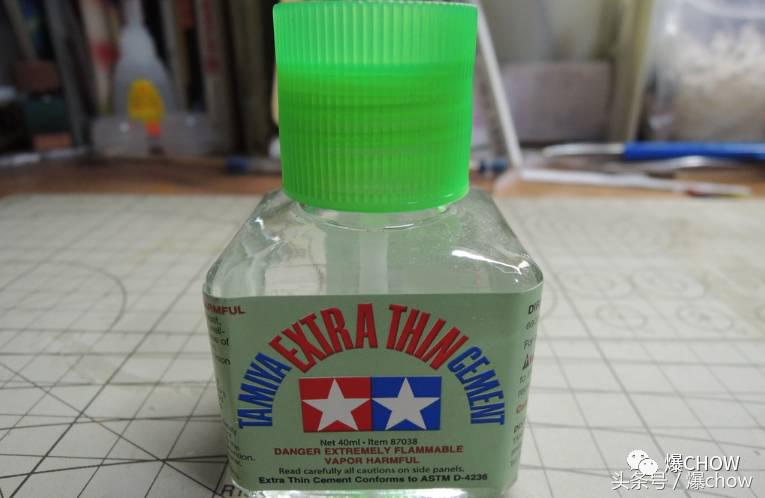 TAMIYA EXTRA THIN CEMENT
Net 40ml • Item 87038
DANGER EXTREMELY FLAMMABLE
VAPOR HARMFUL
Read carefully all cautions on side panels.
Extra Thin Cement Conforms to ASTM D-4236
爆CHOW
头条号 / 爆chow